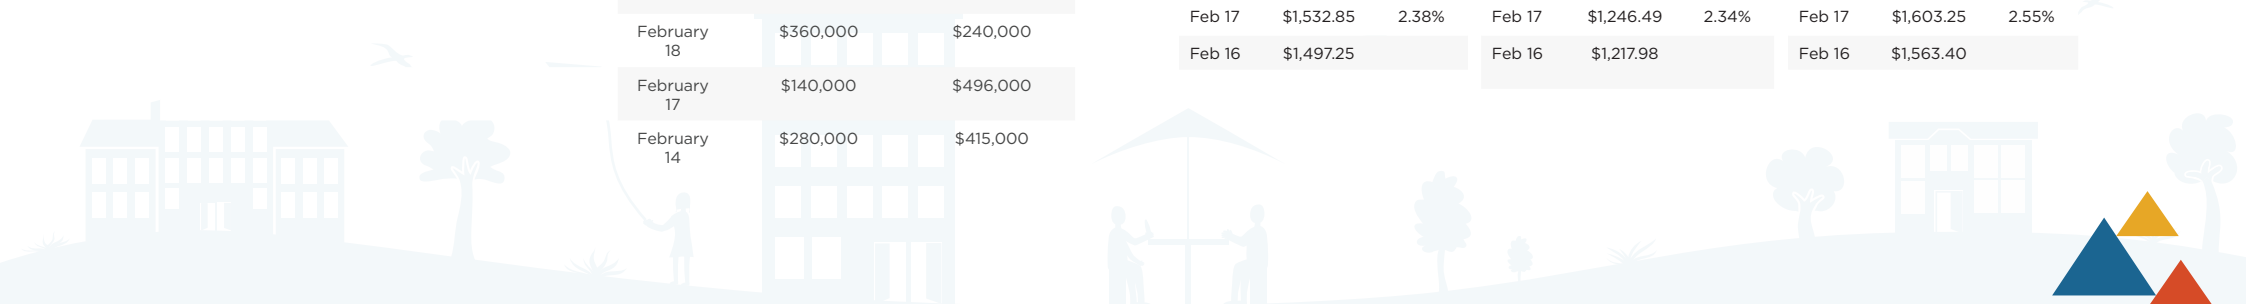 February $360,000 $240,000
18
February $140,000 $496,000
17
February $280,000 $415,000
14
Feb 17 $1,532.85 2.38%
Feb 16 $1,497.25
Feb 17 $1,246.49 2.34%
Feb 16 $1,217.98
Feb 17 $1,603.25 2.55%
Feb 16 $1,563.40